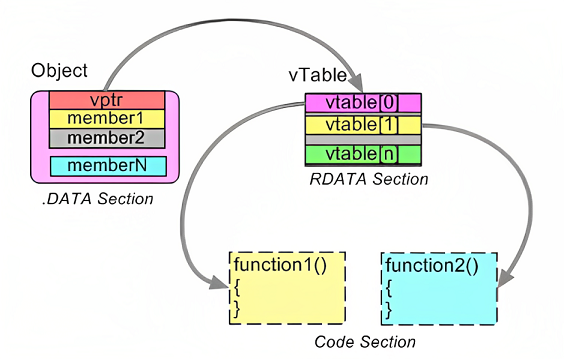 Object
vptr
member1
member2
memberN
.DATA Section
vTable
vtable[0]
vtable[1]
vtable[n]
RDATA Section
function1()
{
}
function2()
{
}
Code Section